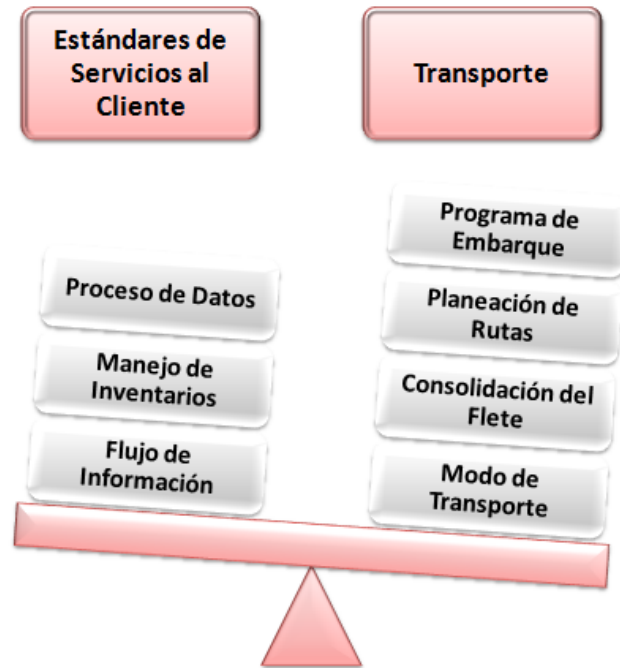 Estándares de
Servicios al
Cliente
Transporte
Proceso de Datos
Manejo de
Inventarios
Flujo de
Información
Programa de
Embarque
Planeación de
Rutas
Consolidación del
Flete
Modo de
Transporte